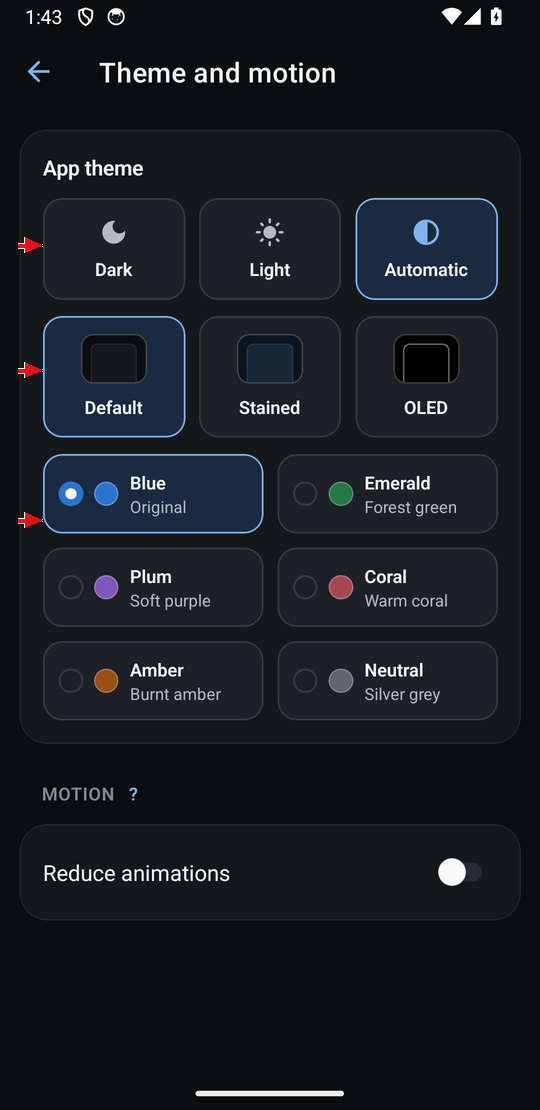 1:43
Theme and motion
App theme
Dark Light Automatic
Default Stained OLED
Blue Emerald
Original Forest green
Plum Coral
Soft purple Warm coral
Amber Neutral
Burnt amber Silver grey
MOTION ?
Reduce animations